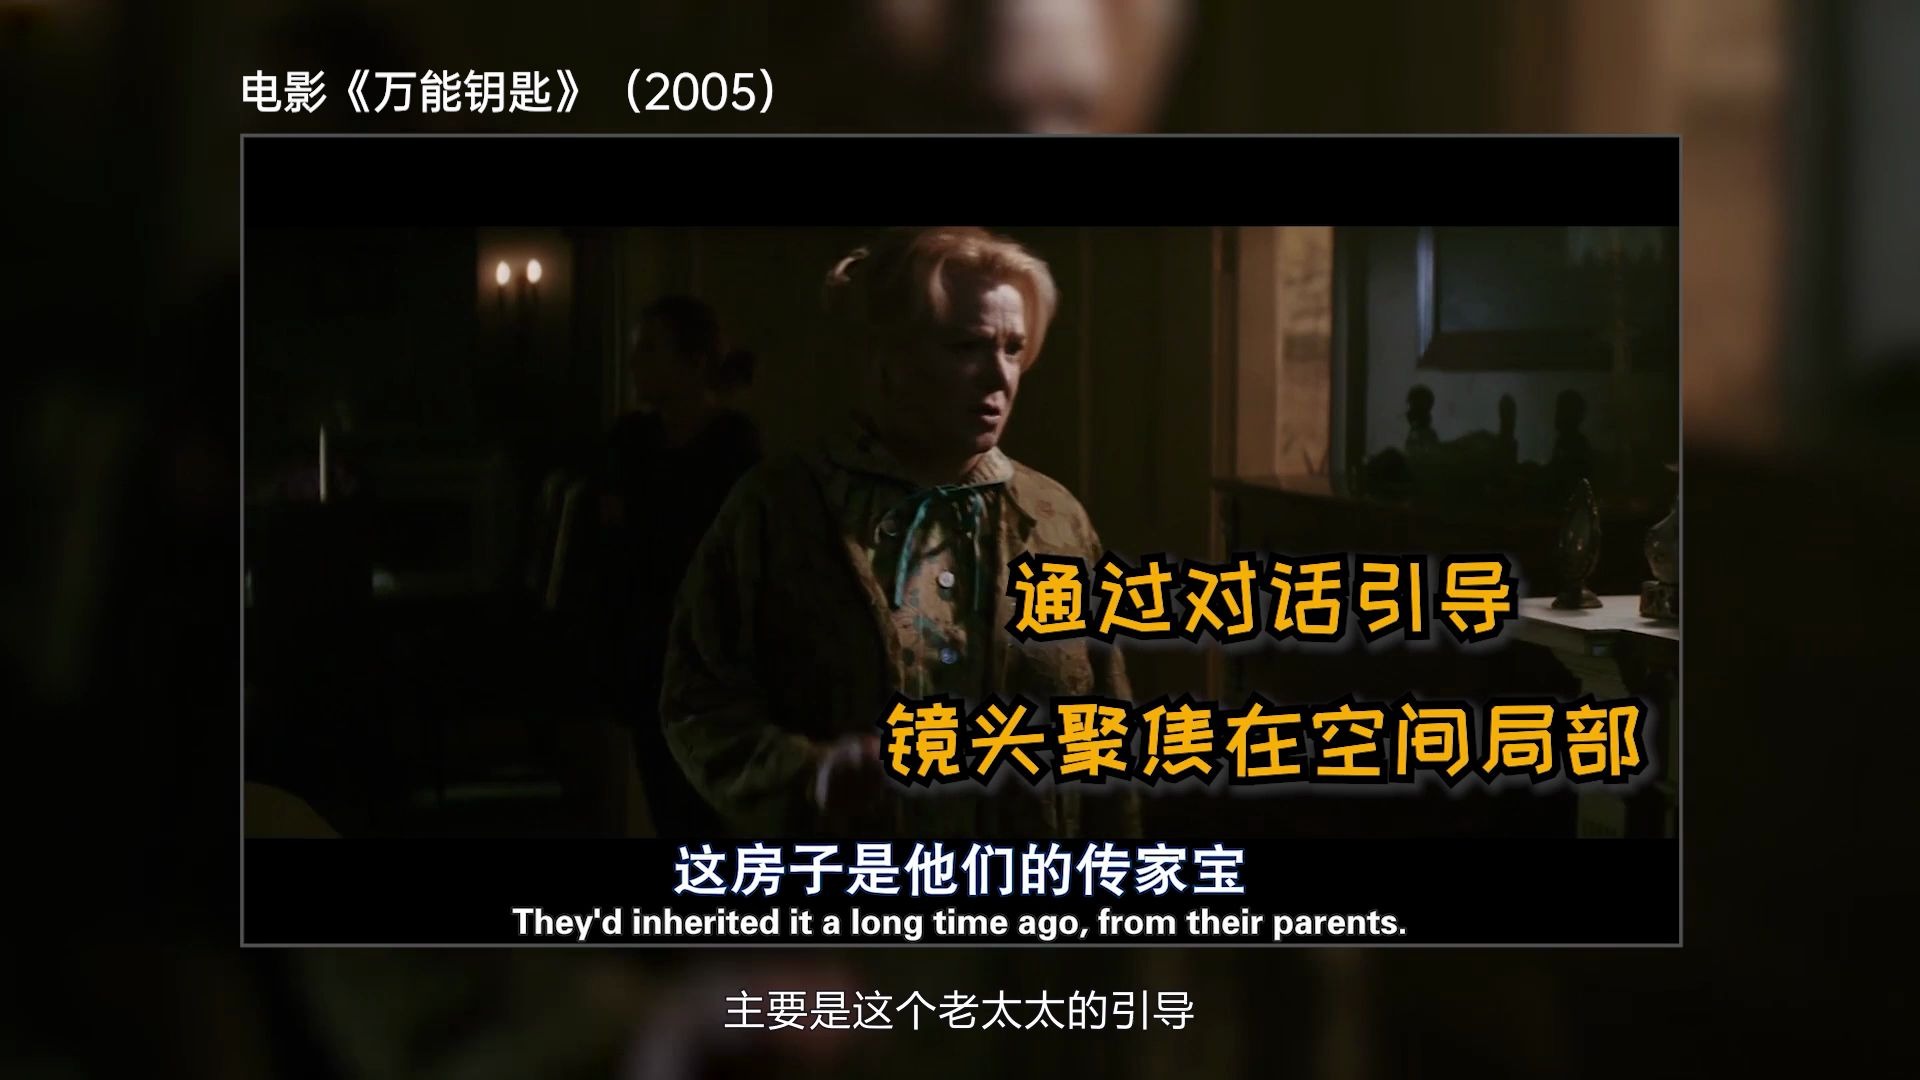 电影《万能钥匙》（2005）
通过对话引导
镜头聚焦在空间局部
这房子是他们的传家宝
They'd inherited it a long time ago, from their parents.
主要是这个老太太的引导